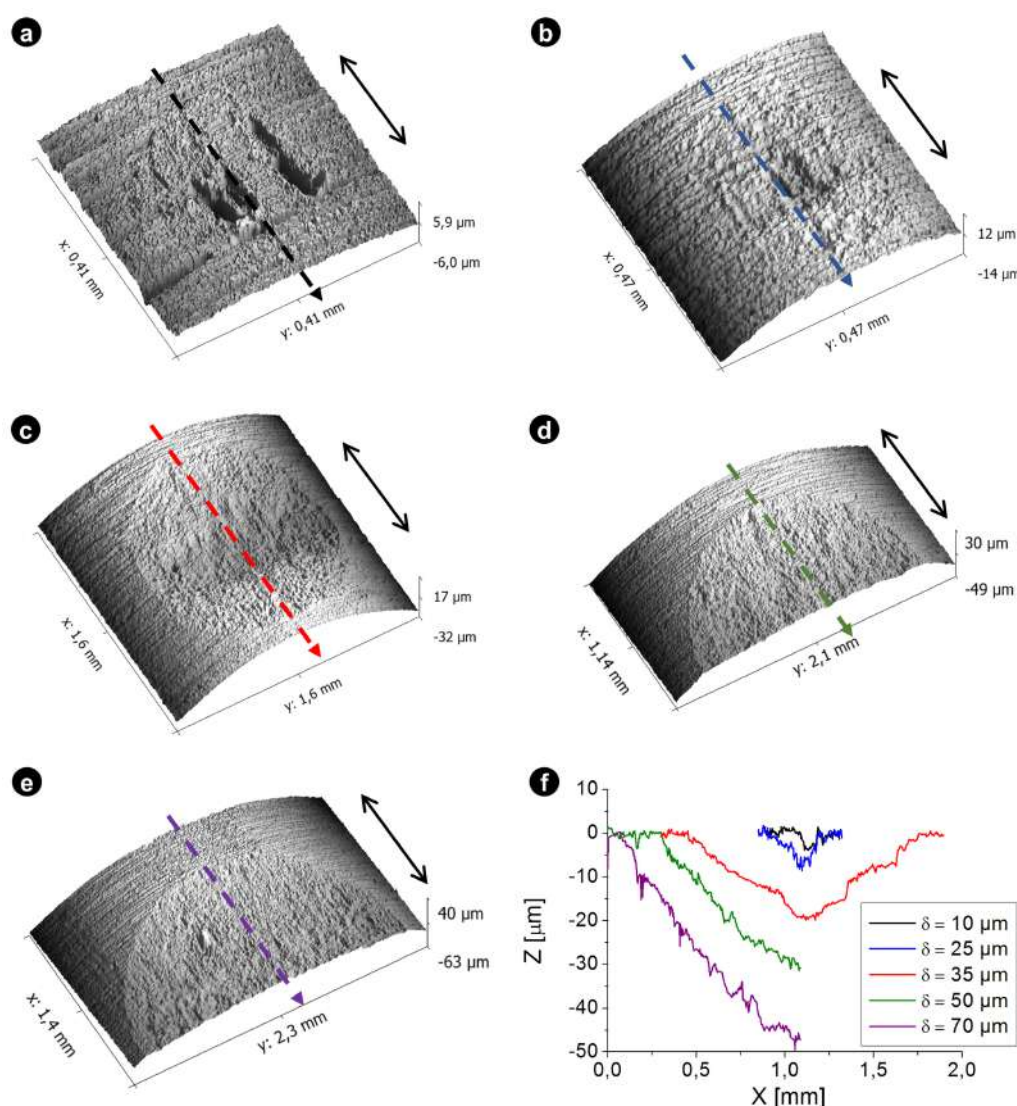 a
5,9 µm
-6,0 µm
x: 0,41 mm
y: 0,41 mm
b
12 µm
-14 µm
x: 0,47 mm
y: 0,47 mm
c
17 µm
-32 µm
x: 1,6 mm
y: 1,6 mm
d
30 µm
-49 µm
x: 1,14 mm
y: 2,1 mm
e
40 µm
-63 µm
x: 1,4 mm
y: 2,3 mm
f
10
0
-10
-20
-30
-40
-50
Z [µm]
δ = 10 µm
δ = 25 µm
δ = 35 µm
δ = 50 µm
δ = 70 µm
0,0
0,5
1,0
1,5
2,0
X [mm]